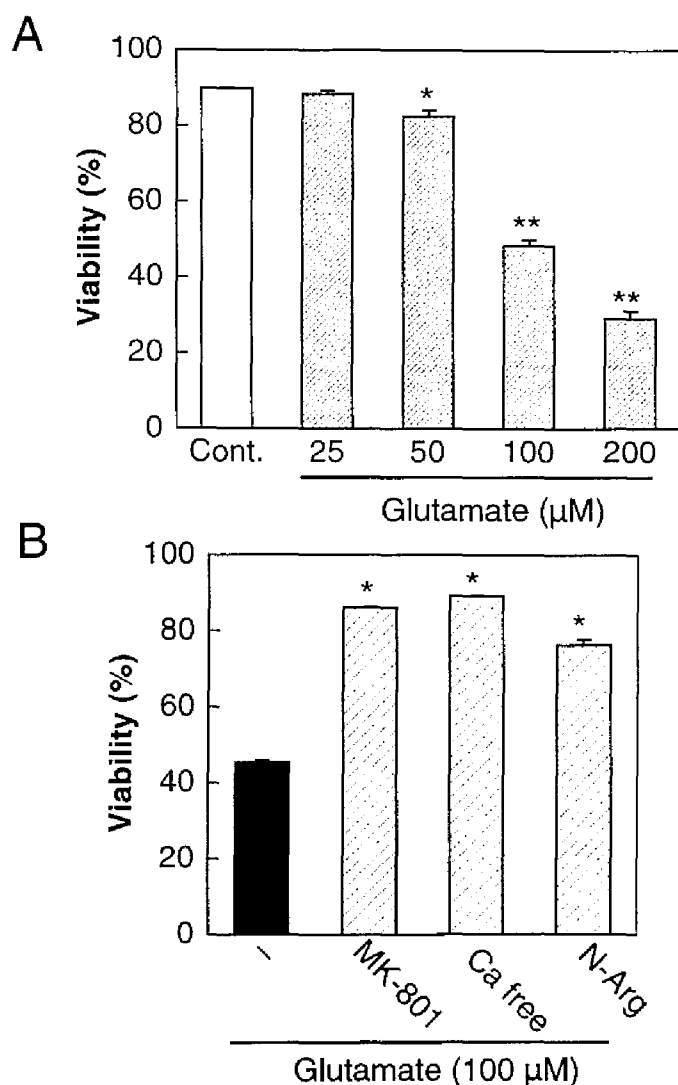 A
100
80
60
40
20
0
Viability (%)
*
**
**
Cont. 25 50 100 200
Glutamate (µM)
B
100
80
60
40
20
0
Viability (%)
*
*
*
– MK-801 Ca free N-Arg
Glutamate (100 µM)